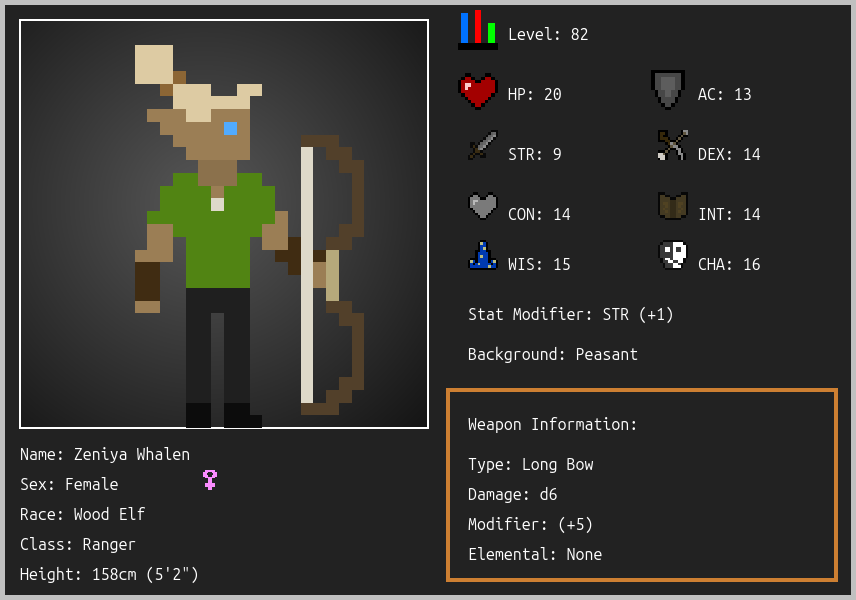 Level: 82
HP: 20
AC: 13
STR: 9
DEX: 14
CON: 14
INT: 14
WIS: 15
CHA: 16
Stat Modifier: STR (+1)
Background: Peasant
Weapon Information:
Type: Long Bow
Damage: d6
Modifier: (+5)
Elemental: None
Name: Zeniya Whalen
Sex: Female
Race: Wood Elf
Class: Ranger
Height: 158cm (5'2")